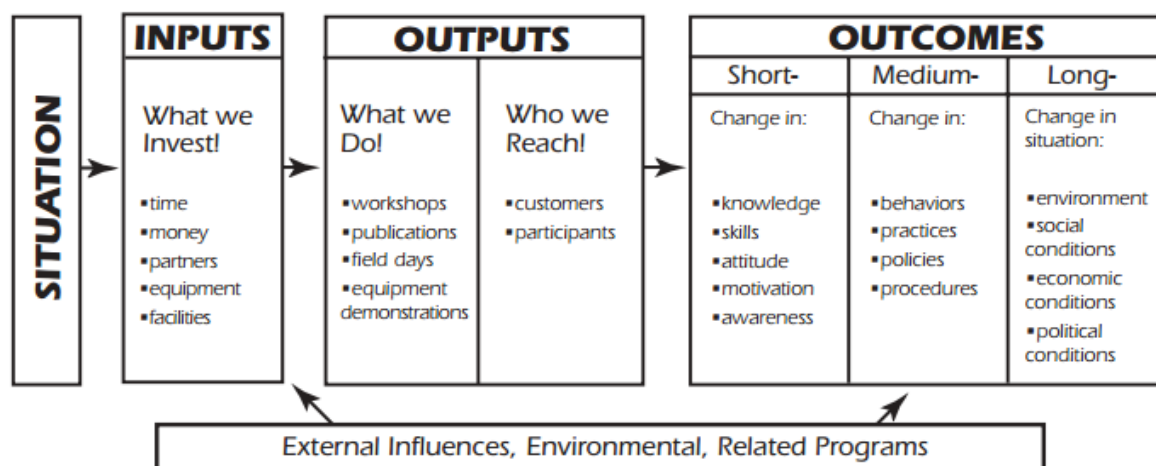 SITUATION
INPUTS
What we
Invest!
▪time
▪money
▪partners
▪equipment
▪facilities
OUTPUTS
What we
Do!
▪workshops
▪publications
▪field days
▪equipment
demonstrations
Who we
Reach!
▪customers
▪participants
OUTCOMES
Short-
Change in:
▪knowledge
▪skills
▪attitude
▪motivation
▪awareness
Medium-
Change in:
▪behaviors
▪practices
▪policies
▪procedures
Long-
Change in
situation:
▪environment
▪social
conditions
▪economic
conditions
▪political
conditions
External Influences, Environmental, Related Programs